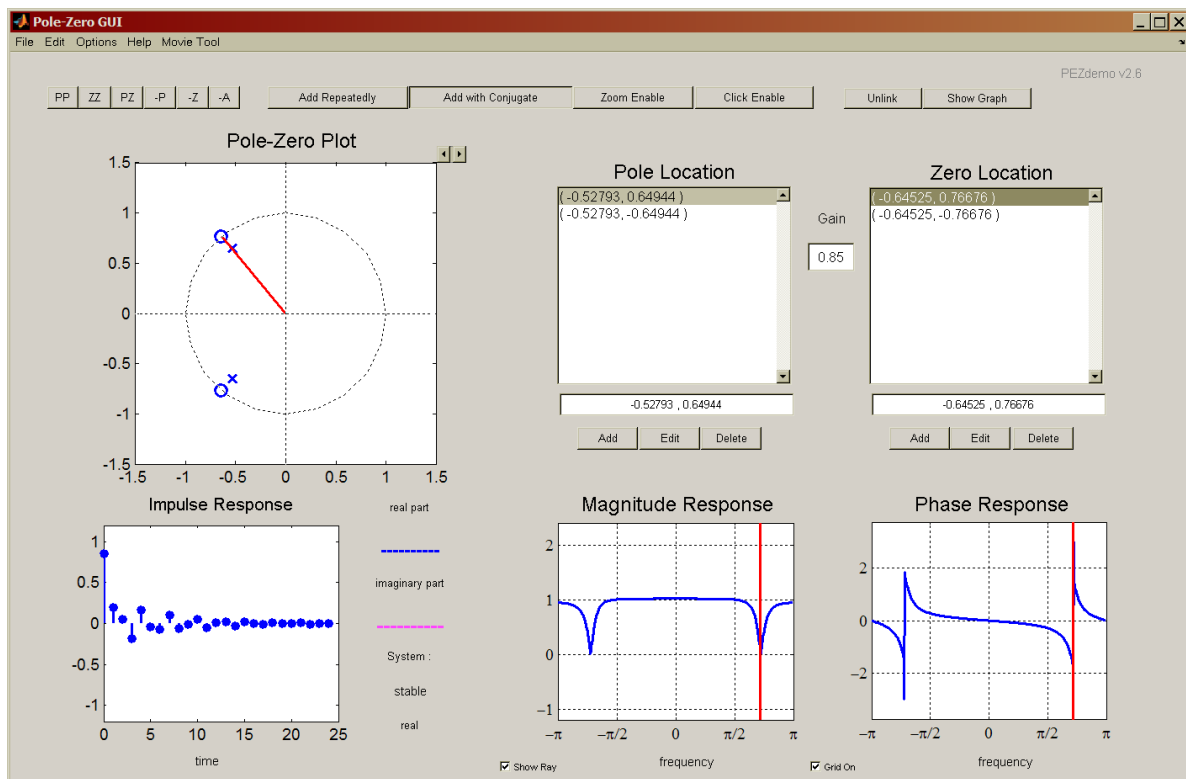 Pole-Zero GUI
File Edit Options Help Movie Tool
PEZdemo v2.6
PP ZZ PZ -P -Z -A Add Repeatedly Add with Conjugate Zoom Enable Click Enable Unlink Show Graph
Pole-Zero Plot
1.5
1
0.5
0
-0.5
-1
-1.5
-1.5 -1 -0.5 0 0.5 1 1.5
Pole Location
( -0.52793, 0.64944 )
( -0.52793, -0.64944 )
-0.52793 , 0.64944
Add Edit Delete
Gain
0.85
Zero Location
( -0.64525, 0.76676 )
( -0.64525, -0.76676 )
-0.64525 , 0.76676
Add Edit Delete
Impulse Response
1
0.5
0
-0.5
-1
0 5 10 15 20 25
time
real part
imaginary part
System :
stable
real
Magnitude Response
2
1
0
−1
−π −π/2 0 π/2 π
Show Ray
frequency
Phase Response
2
0
−2
−π −π/2 0 π/2 π
Grid On
frequency